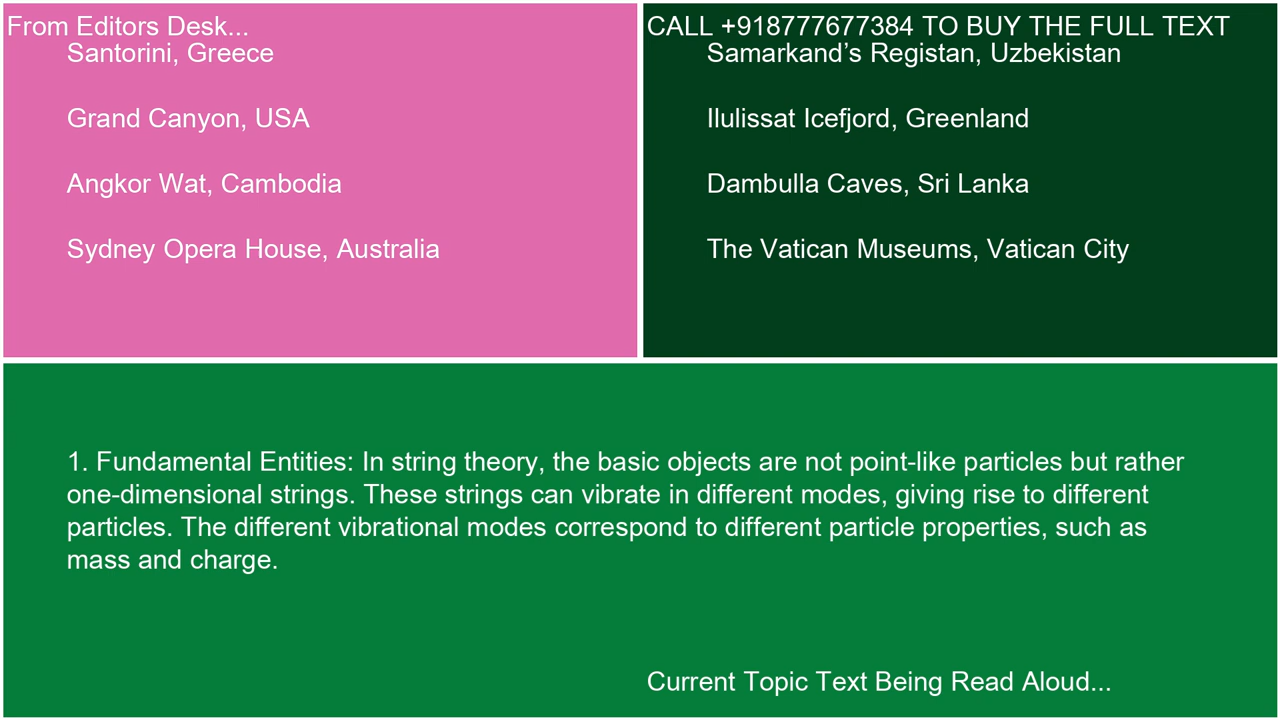 From Editors Desk...
Santorini, Greece
Grand Canyon, USA
Angkor Wat, Cambodia
Sydney Opera House, Australia
CALL +918777677384 TO BUY THE FULL TEXT
Samarkand’s Registan, Uzbekistan
Ilulissat Icefjord, Greenland
Dambulla Caves, Sri Lanka
The Vatican Museums, Vatican City
1. Fundamental Entities: In string theory, the basic objects are not point-like particles but rather
one-dimensional strings. These strings can vibrate in different modes, giving rise to different
particles. The different vibrational modes correspond to different particle properties, such as
mass and charge.
Current Topic Text Being Read Aloud...